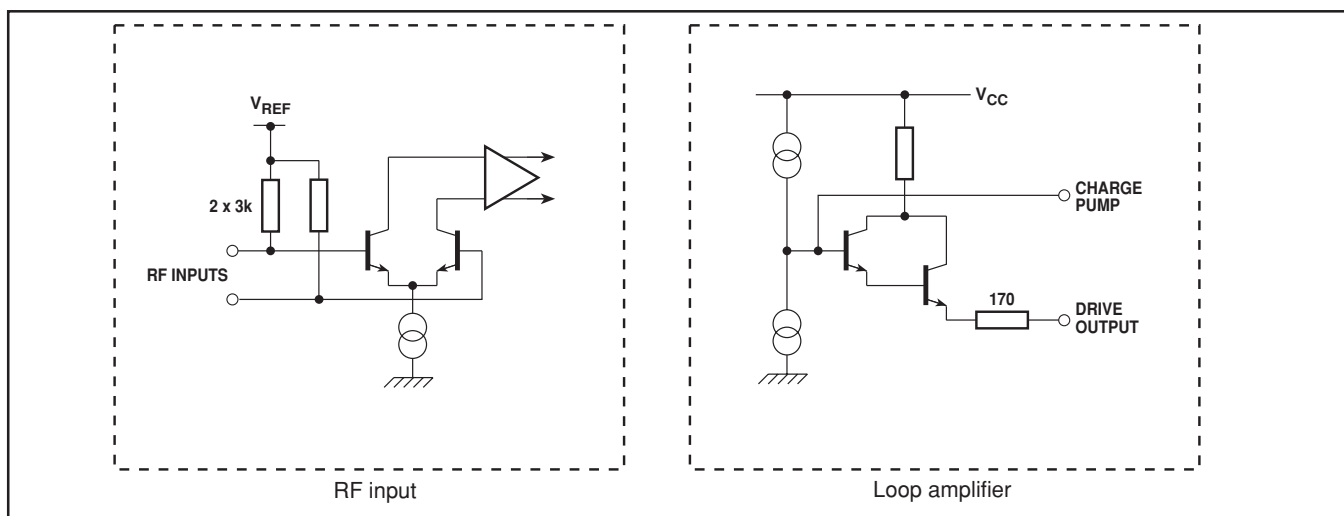 V_REF
2 x 3k
RF INPUTS
RF input
V_CC
CHARGE
PUMP
170
DRIVE
OUTPUT
Loop amplifier